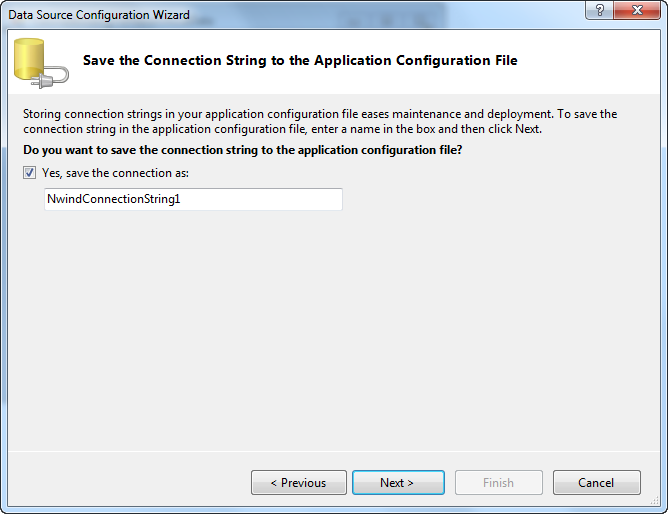 Data Source Configuration Wizard
?
Save the Connection String to the Application Configuration File
Storing connection strings in your application configuration file eases maintenance and deployment. To save the
connection string in the application configuration file, enter a name in the box and then click Next.
Do you want to save the connection string to the application configuration file?
Yes, save the connection as:
NwindConnectionString1
< Previous
Next >
Finish
Cancel